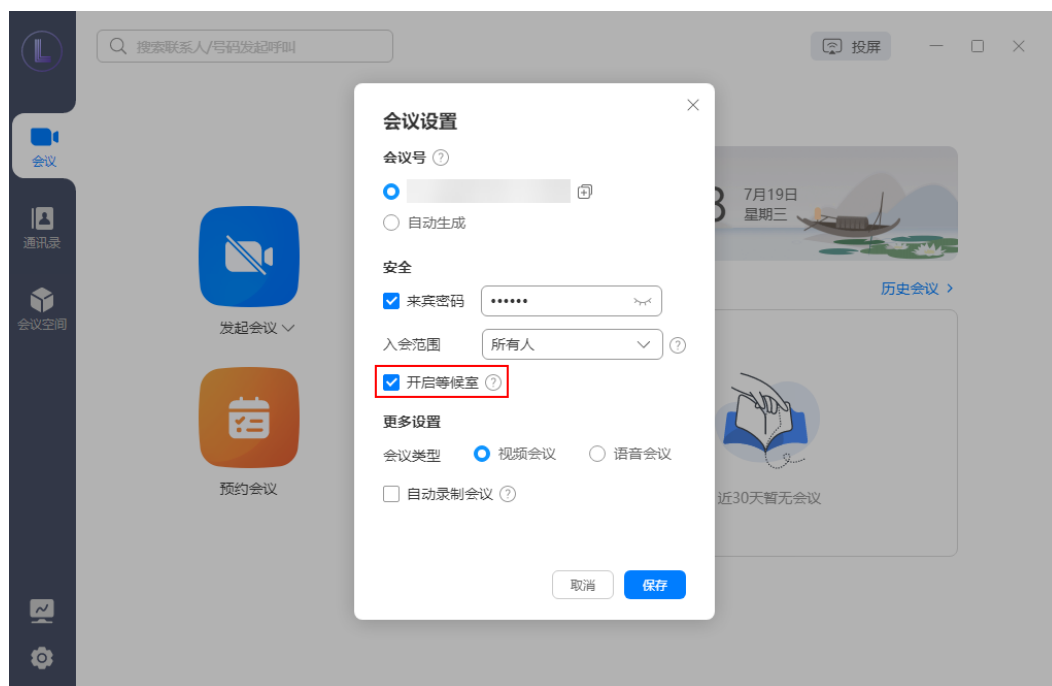 L
搜索联系人/号码发起呼叫
投屏
会议
通讯录
会议空间
发起会议
预约会议
7月19日
星期三
历史会议
近30天暂无会议
会议设置
会议号
自动生成
安全
来宾密码 ••••••
入会范围 所有人
开启等候室
更多设置
会议类型 视频会议 语音会议
自动录制会议
取消 保存